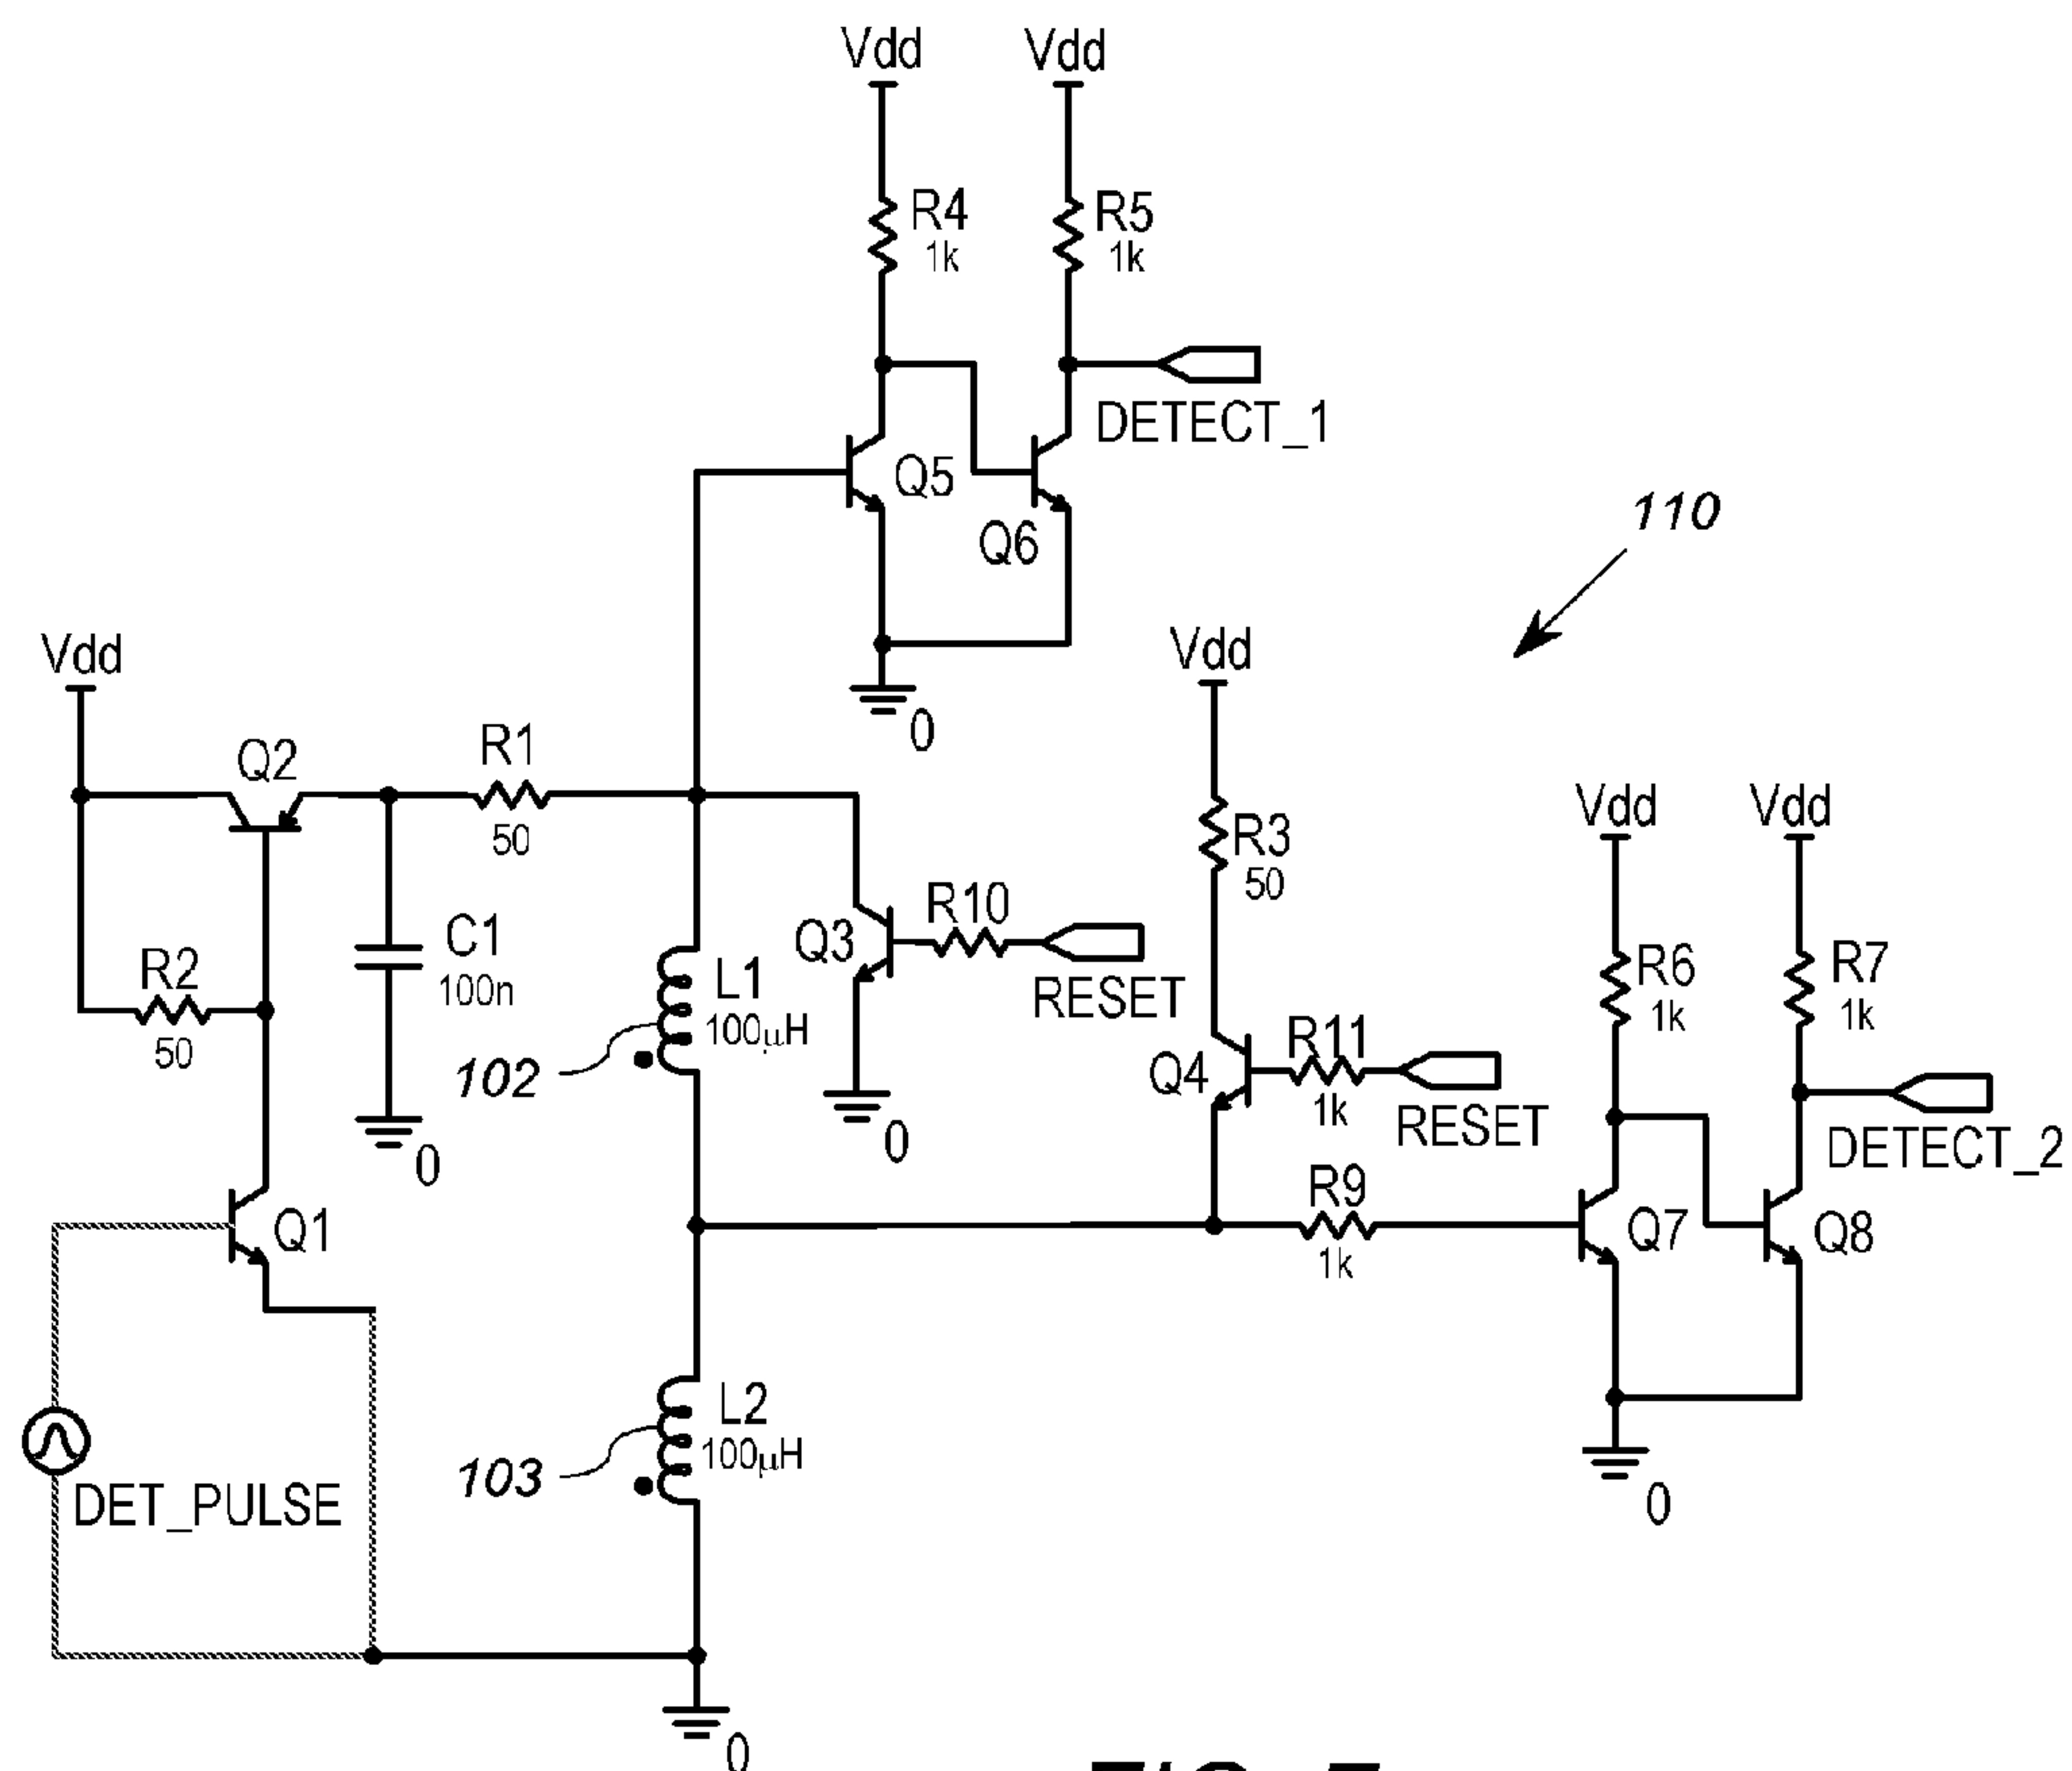 Vdd
Vdd
R4
1k
R5
1k
DETECT_1
Q5
Q6
110
0
Vdd
Vdd
Q2
R1
50
R3
50
Vdd
Vdd
R10
Q3
RESET
C1
100n
R2
50
L1
100µH
102
R6
1k
R7
1k
Q4
R11
1k
RESET
0
0
DETECT_2
R9
1k
Q1
Q7
Q8
L2
100µH
103
DET_PULSE
0
0